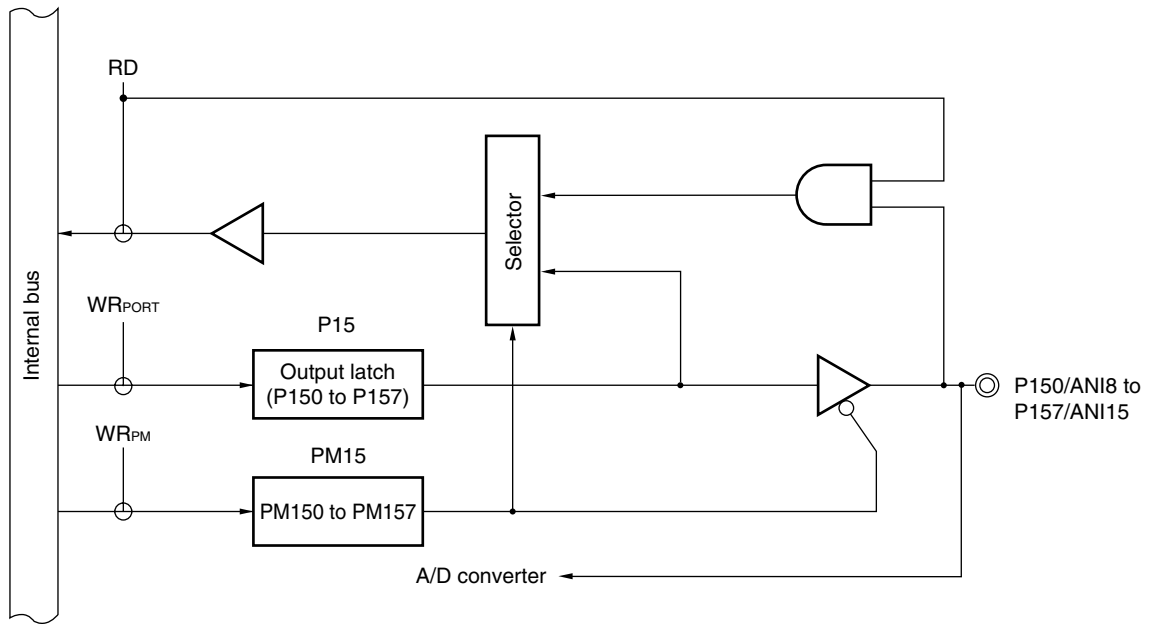 RD
Selector
Internal bus
WRPORT
P15
Output latch
(P150 to P157)
P150/ANI8 to
P157/ANI15
WRPM
PM15
PM150 to PM157
A/D converter